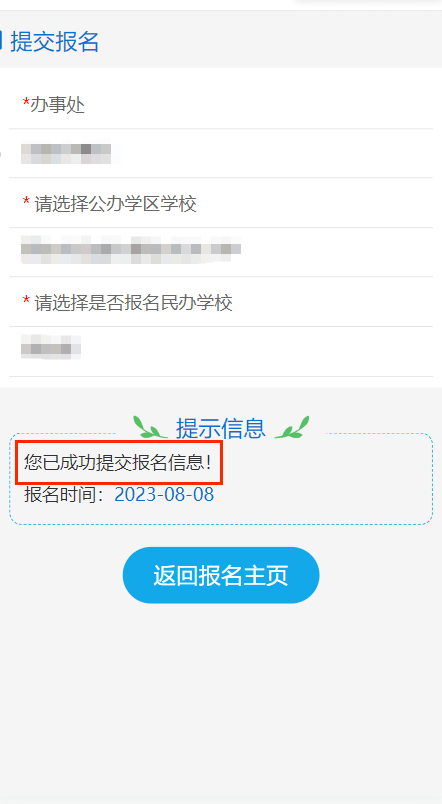 提交报名
*办事处
* 请选择公办学区学校
* 请选择是否报名民办学校
提示信息
您已成功提交报名信息！
报名时间：2023-08-08
返回报名主页